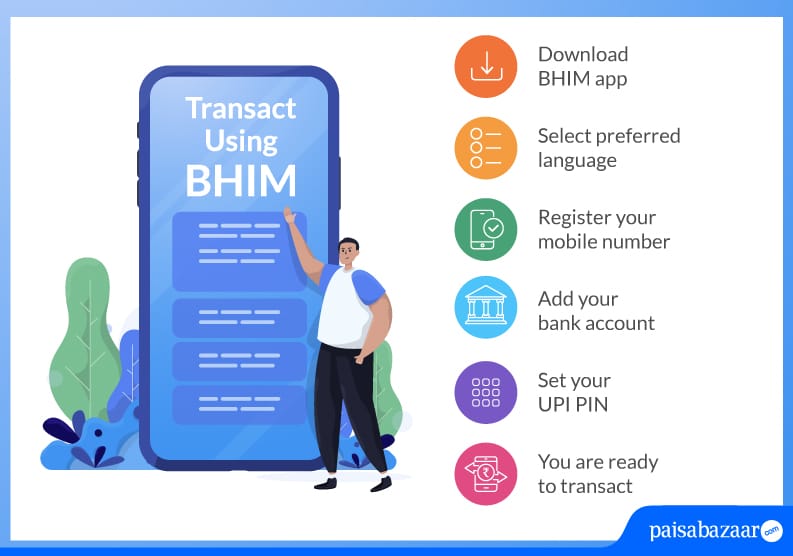 Transact
Using
BHIM
Download
BHIM app
Select preferred
language
Register your
mobile number
Add your
bank account
Set your
UPI PIN
₹
You are ready
to transact
paisabazaar.com